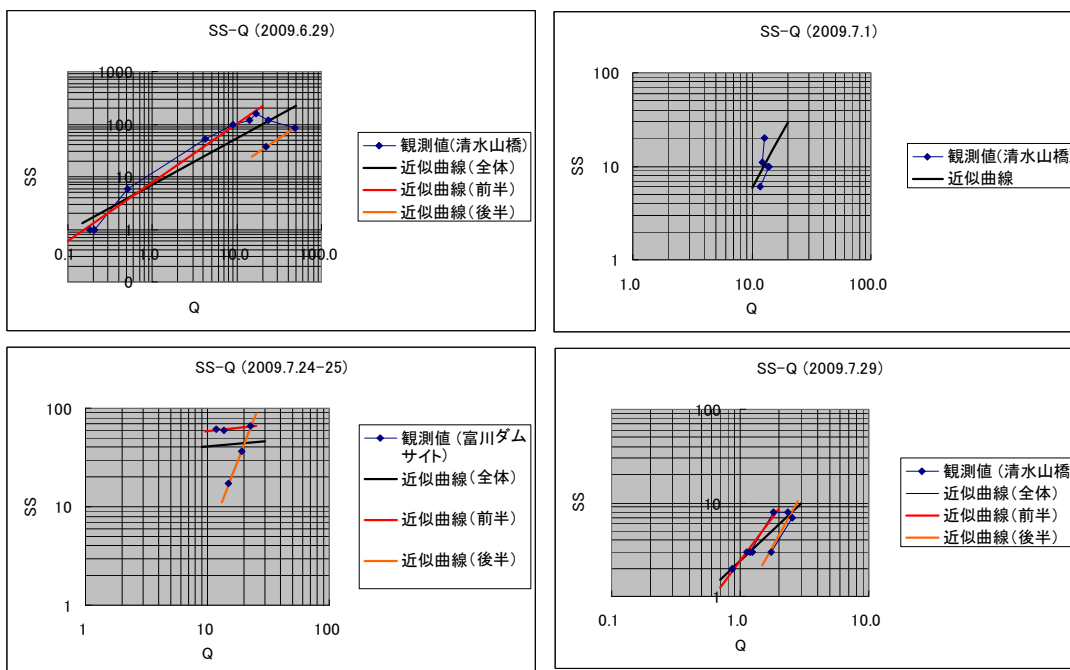 SS-Q (2009.6.29)
1000
100
10
1
0
0.1
1.0
10.0
100.0
SS
Q
観測値(清水山橋)
近似曲線(全体)
近似曲線(前半)
近似曲線(後半)
SS-Q (2009.7.1)
100
10
1
1.0
10.0
100.0
SS
Q
観測値(清水山橋
近似曲線
SS-Q (2009.7.24-25)
100
10
1
1
10
100
SS
Q
観測値(富川ダム
サイト)
近似曲線(全体)
近似曲線(前半)
近似曲線(後半)
SS-Q (2009.7.29)
100
10
1
0.1
1.0
10.0
SS
Q
観測値(清水山橋
近似曲線(全体)
近似曲線(前半)
近似曲線(後半)